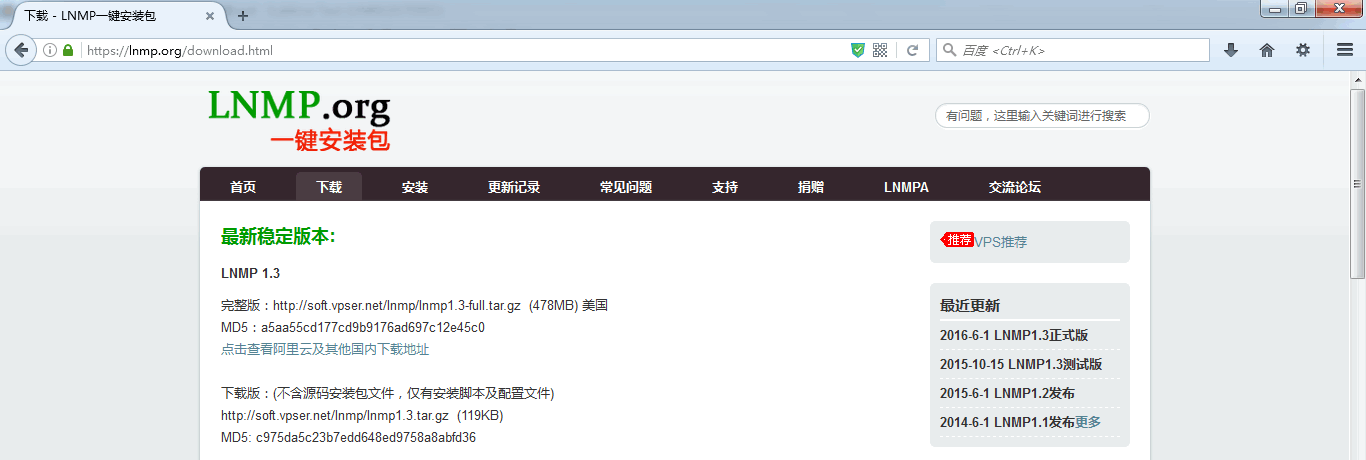 下载 - LNMP一键安装包
https://lnmp.org/download.html
百度 <Ctrl+K>
LNMP.org
一键安装包
有问题，这里输入关键词进行搜索
首页 下载 安装 更新记录 常见问题 支持 捐赠 LNMPA 交流论坛
最新稳定版本:
LNMP 1.3
完整版：http://soft.vpser.net/lnmp/lnmp1.3-full.tar.gz (478MB) 美国
MD5：a5aa55cd177cd9b9176ad697c12e45c0
点击查看阿里云及其他国内下载地址
下载版：(不含源码安装包文件，仅有安装脚本及配置文件)
http://soft.vpser.net/lnmp/lnmp1.3.tar.gz (119KB)
MD5: c975da5c23b7edd648ed9758a8abfd36
推荐 VPS推荐
最近更新
2016-6-1 LNMP1.3正式版
2015-10-15 LNMP1.3测试版
2015-6-1 LNMP1.2发布
2014-6-1 LNMP1.1发布更多